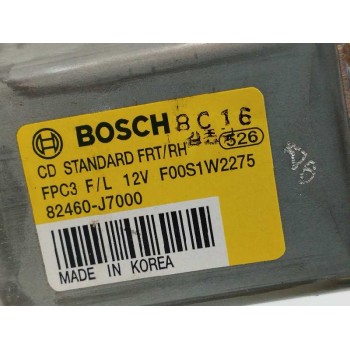 BOSCH 8C16
CD STANDARD FRT/RH 526
FPC3 F/L 12V F00S1W2275
82460-J7000
MADE IN KOREA